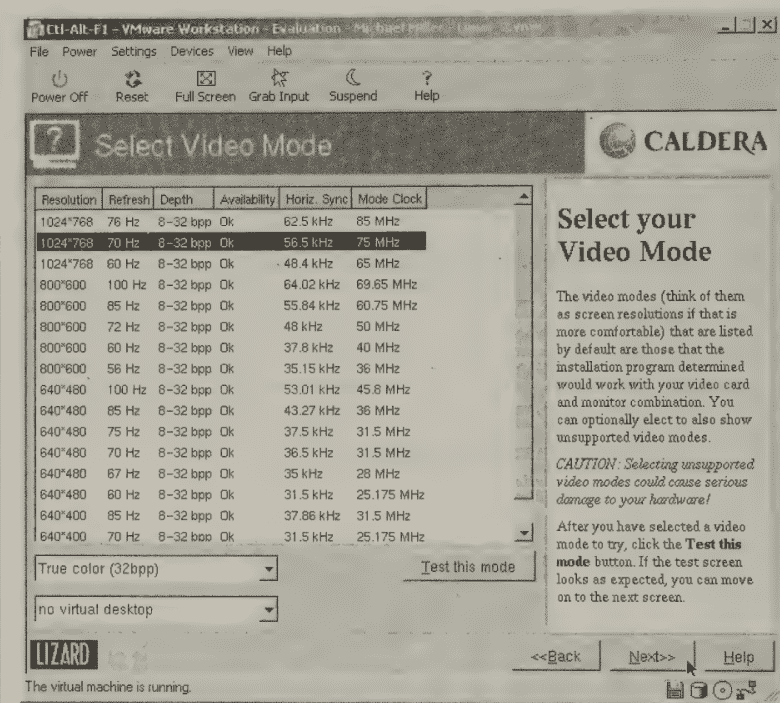 Ctl-Alt-F1 - VMware Workstation - Evaluation -
File Power Settings Devices View Help
Power Off Reset Full Screen Grab Input Suspend Help
? Select Video Mode
CALDERA
Resolution Refresh Depth Availability Horiz. Sync Mode Clock
1024*768 76 Hz 8-32 bpp Ok 62.5 kHz 85 MHz
1024*768 70 Hz 8-32 bpp Ok 56.5 kHz 75 MHz
1024*768 60 Hz 8-32 bpp Ok 48.4 kHz 65 MHz
800*600 100 Hz 8-32 bpp Ok 64.02 kHz 69.65 MHz
800*600 85 Hz 8-32 bpp Ok 55.84 kHz 60.75 MHz
800*600 72 Hz 8-32 bpp Ok 48 kHz 50 MHz
800*600 60 Hz 8-32 bpp Ok 37.8 kHz 40 MHz
800*600 56 Hz 8-32 bpp Ok 35.15 kHz 36 MHz
640*480 100 Hz 8-32 bpp Ok 53.01 kHz 45.8 MHz
640*480 85 Hz 8-32 bpp Ok 43.27 kHz 36 MHz
640*480 75 Hz 8-32 bpp Ok 37.5 kHz 31.5 MHz
640*480 70 Hz 8-32 bpp Ok 36.5 kHz 31.5 MHz
640*480 67 Hz 8-32 bpp Ok 35 kHz 28 MHz
640*480 60 Hz 8-32 bpp Ok 31.5 kHz 25.175 MHz
640*400 85 Hz 8-32 bpp Ok 37.86 kHz 31.5 MHz
640*400 70 Hz 8-32 bpp Ok 31.5 kHz 25.175 MHz
True color (32bpp)
Test this mode
no virtual desktop
Select your
Video Mode
The video modes (think of them
as screen resolutions if that is
more comfortable) that are listed
by default are those that the
installation program determined
would work with your video card
and monitor combination. You
can optionally elect to also show
unsupported video modes.
CAUTION: Selecting unsupported
video modes could cause serious
damage to your hardware!
After you have selected a video
mode to try, click the Test this
mode button. If the test screen
looks as expected, you can move
on to the next screen.
LIZARD
<<Back Next>> Help
The virtual machine is running.